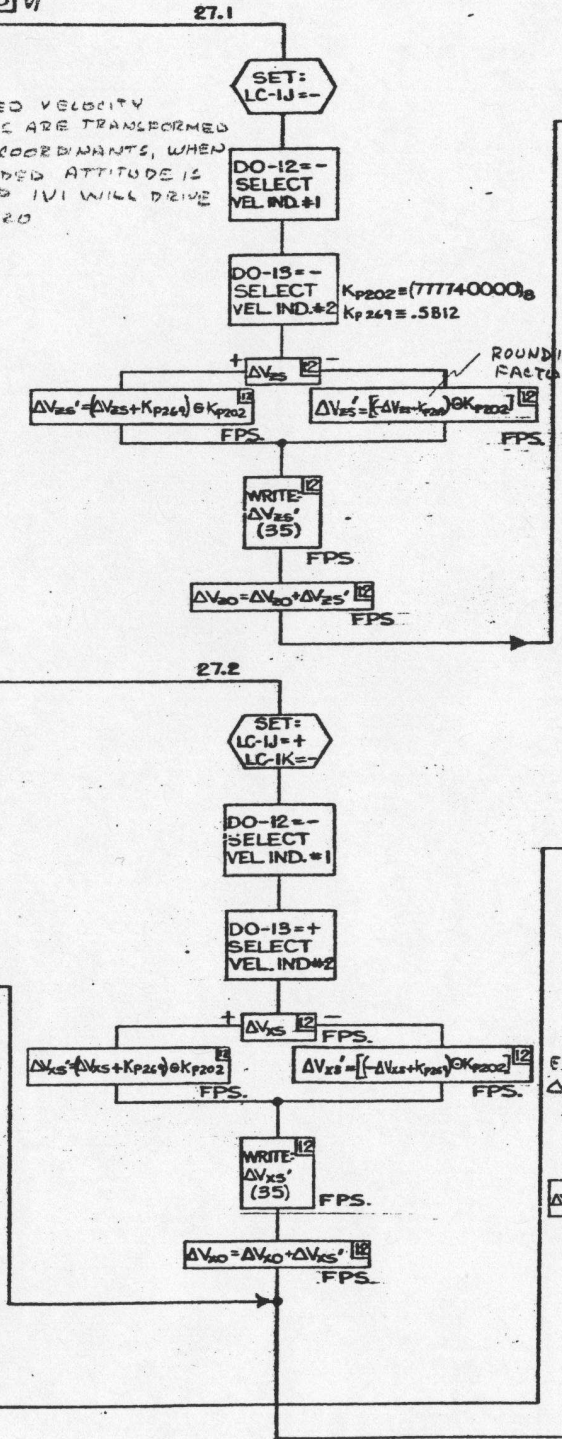 27.1
SET:
LC-1J=-
VELOCITY
ARE TRANSFORMED
COORDINANTS, WHEN
ATTITUDE IS
IVI WILL DRIVE
DO-12=-
SELECT
VEL IND.#1
DO-13=-
SELECT
VEL. IND.#2
KP202≡(777740000)8
KP269≡.5812
+ ΔVZS 12 -
FPS.
ΔVZS'=(ΔVZS+KP269)⊙KP202 12
FPS.
ΔVZS'=[(-ΔVZS+KP269)⊙KP202] 12
FPS.
WRITE 12
ΔVZS'
(35)
FPS
ΔVZO=ΔVZO+ΔVZS' 12
FPS
27.2
SET:
LC-1J=+
LC-1K=-
DO-12=-
SELECT
VEL IND.#1
DO-13=+
SELECT
VEL. IND#2
+ ΔVXS 12 -
FPS.
ΔVXS'=(ΔVXS+KP269)⊙KP202 12
FPS.
ΔVXS'=[(-ΔVXS+KP269)⊙KP202] 12
FPS.
WRITE 12
ΔVXS'
(35)
FPS.
ΔVXO=ΔVXO+ΔVXS' 12
FPS.